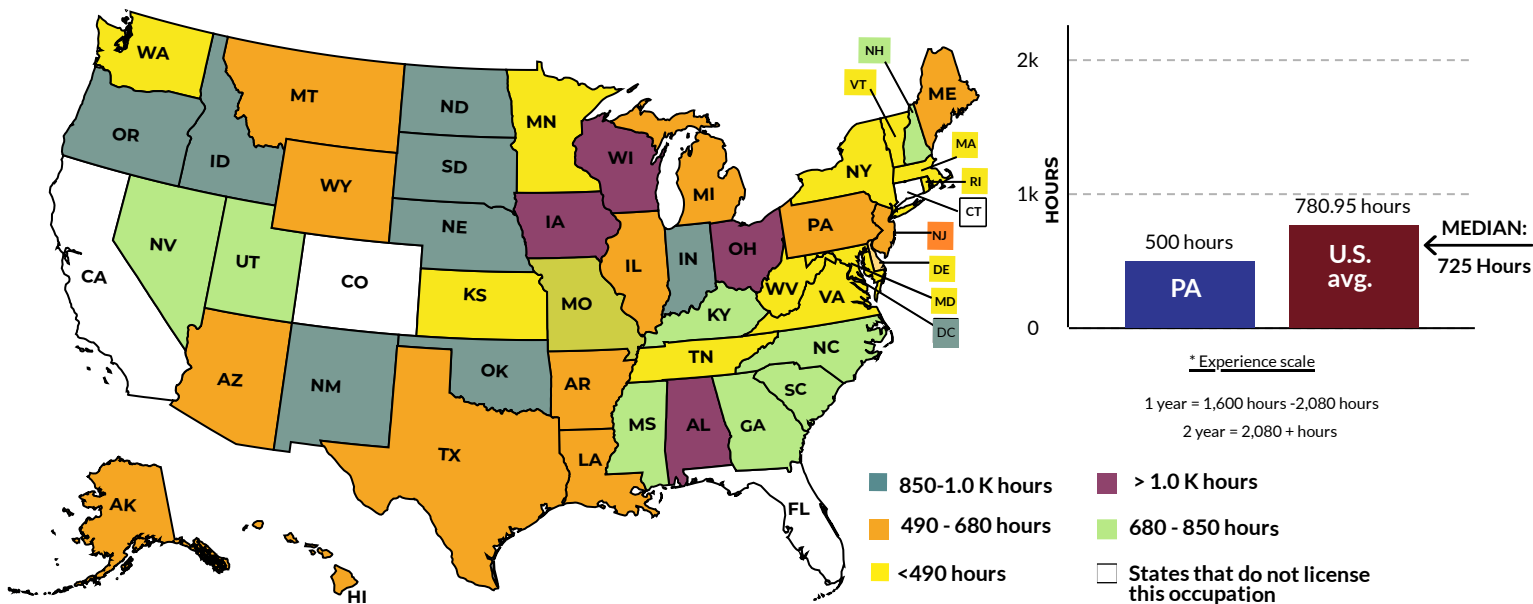 WA
OR
ID
MT
WY
ND
SD
NE
MN
WI
IA
MI
IL
IN
OH
PA
NY
ME
NH
VT
MA
RI
CT
NJ
DE
MD
DC
CA
NV
UT
CO
KS
MO
KY
WV
VA
AZ
NM
OK
AR
TN
NC
SC
TX
LA
MS
AL
GA
FL
AK
HI
HOURS
2k
1k
0
500 hours
PA
780.95 hours
U.S.
avg.
MEDIAN:
725 Hours
* Experience scale
1 year = 1,600 hours -2,080 hours
2 year = 2,080 + hours
850-1.0 K hours
> 1.0 K hours
490 - 680 hours
680 - 850 hours
<490 hours
States that do not license
this occupation